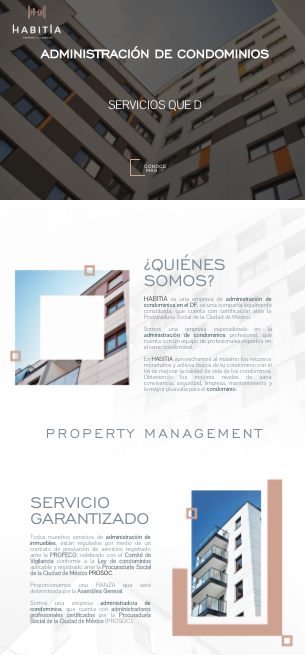 HABITIA
ADMINISTRACIÓN DE CONDOMINIOS
SERVICIOS QUE D
CONOCE
MÁS
¿QUIÉNES
SOMOS?
HABITIA es una empresa de administración de
condominios en el DF, es una compañía legalmente
constituida, que cuenta con certificación ante la
Procuraduría Social de la Ciudad de México.
Somos una empresa especializada en la
administración de condominios profesional, que
cuenta con un equipo de profesionales expertos en
el ramo condominal.
En HABITIA aprovechamos al máximo los recursos
monetarios y activos físicos de tu condominio con el
fin de mejorar la calidad de vida de los condóminos.
Obteniendo los mejores niveles de sana
convivencia, seguridad, limpieza, mantenimiento y
la mayor plusvalía para el condominio.
PROPERTY MANAGEMENT
SERVICIO
GARANTIZADO
Todos nuestros servicios de administración de
inmuebles, están regulados por medio de un
contrato de prestación de servicios registrado
ante la PROFECO, celebrado con el Comité de
Vigilancia conforme a la Ley de condominios
aplicable y registrado ante la Procuraduría Social
de la Ciudad de México PROSOC.
Proporcionamos una FIANZA que será
determinada por la Asamblea General.
Somos una empresa administradora de
condominios, que cuenta con administradores
profesionales certificados por la Procuraduría
Social de la Ciudad de México (PROSOC).